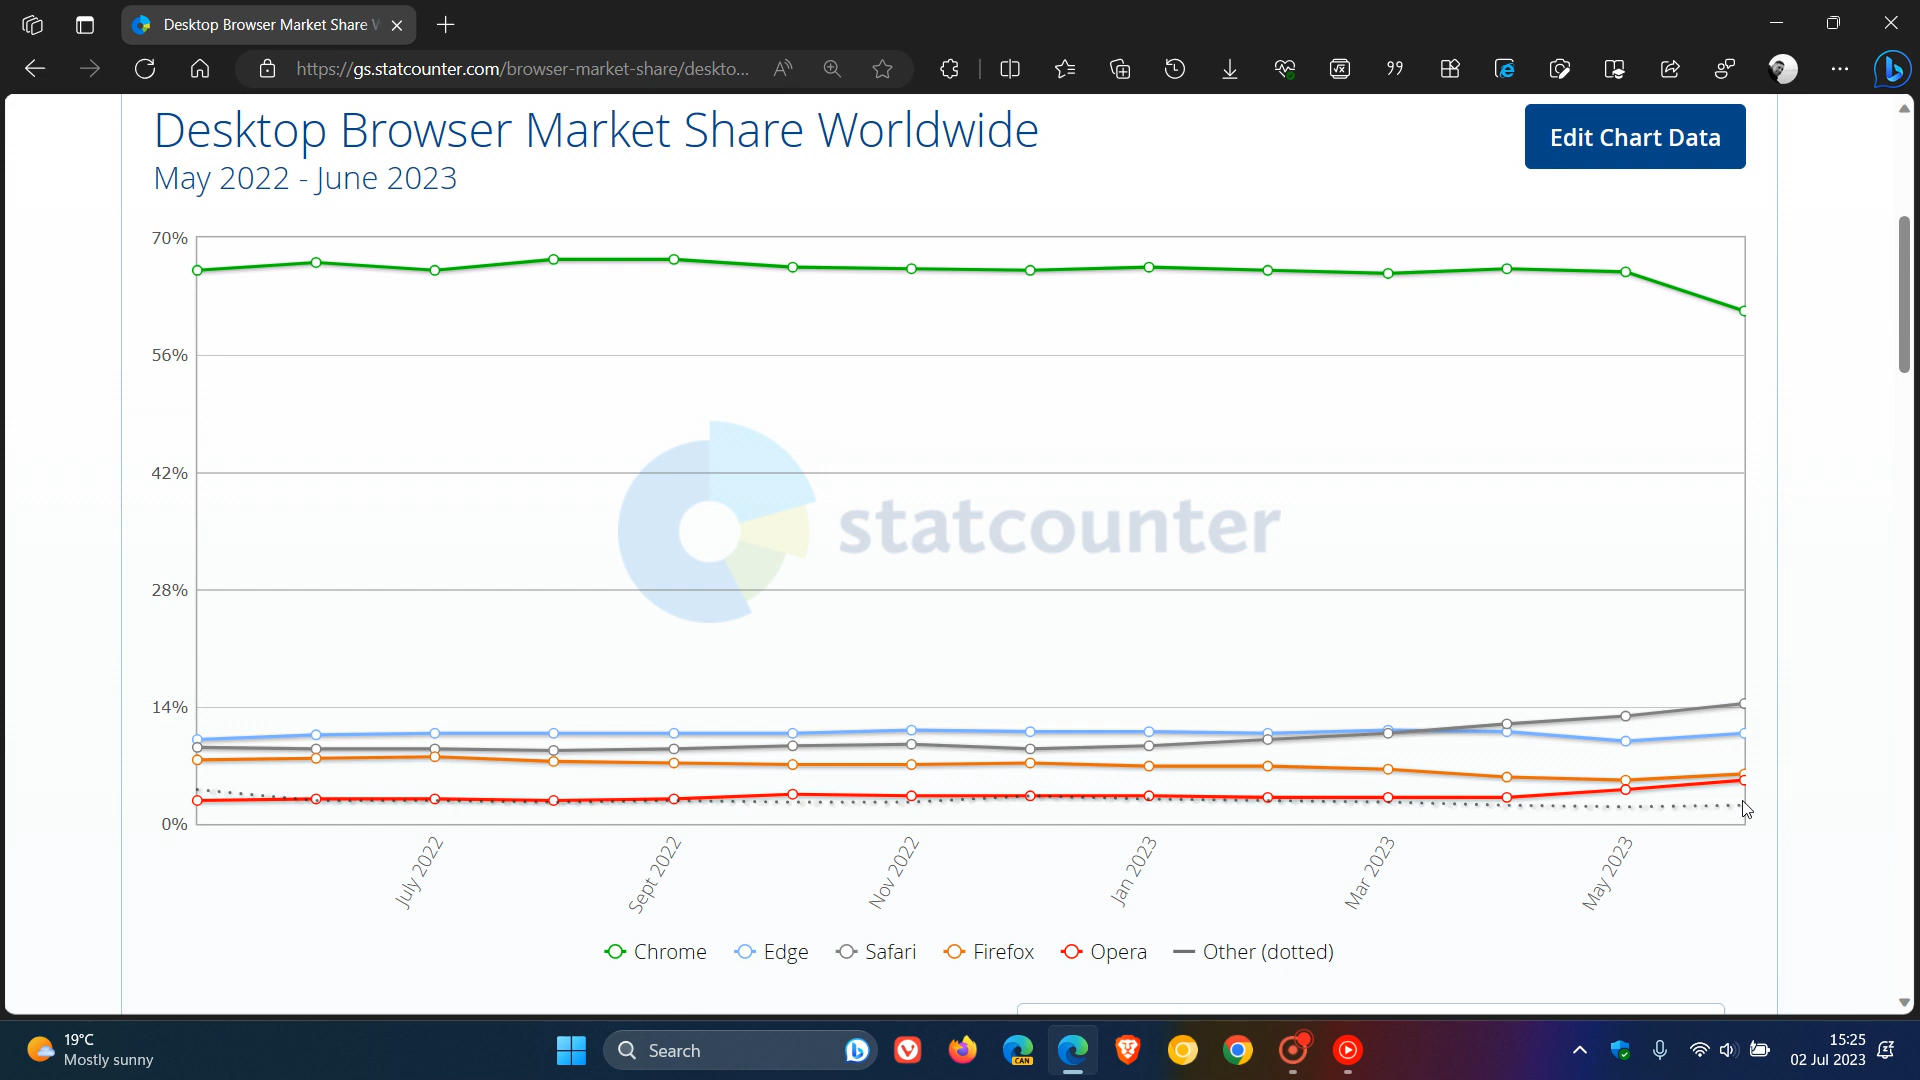 Desktop Browser Market Share W
https://gs.statcounter.com/browser-market-share/deskto...
Desktop Browser Market Share Worldwide
Edit Chart Data
May 2022 - June 2023
70%
56%
42%
statcounter
28%
14%
0%
July 2022
Sept 2022
Nov 2022
Jan 2023
Mar 2023
May 2023
Chrome Edge Safari Firefox Opera Other (dotted)
19°C
Mostly sunny
Search
CAN
15:25
02 Jul 2023